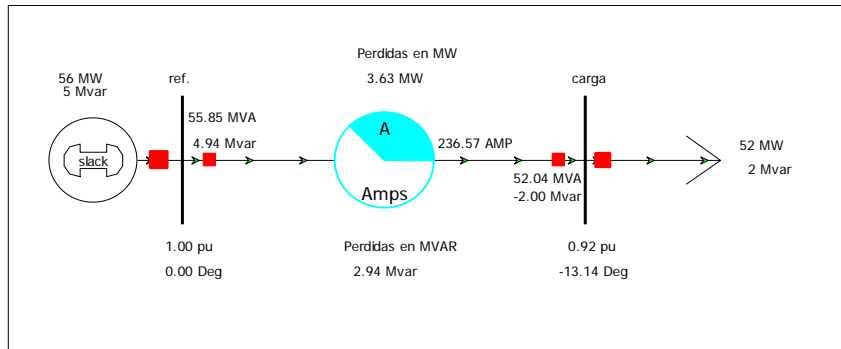 56 MW
5 Mvar
slack
ref.
55.85 MVA
4.94 Mvar
1.00 pu
0.00 Deg
Perdidas en MW
3.63 MW
A
Amps
236.57 AMP
Perdidas en MVAR
2.94 Mvar
carga
52.04 MVA
-2.00 Mvar
0.92 pu
-13.14 Deg
52 MW
2 Mvar